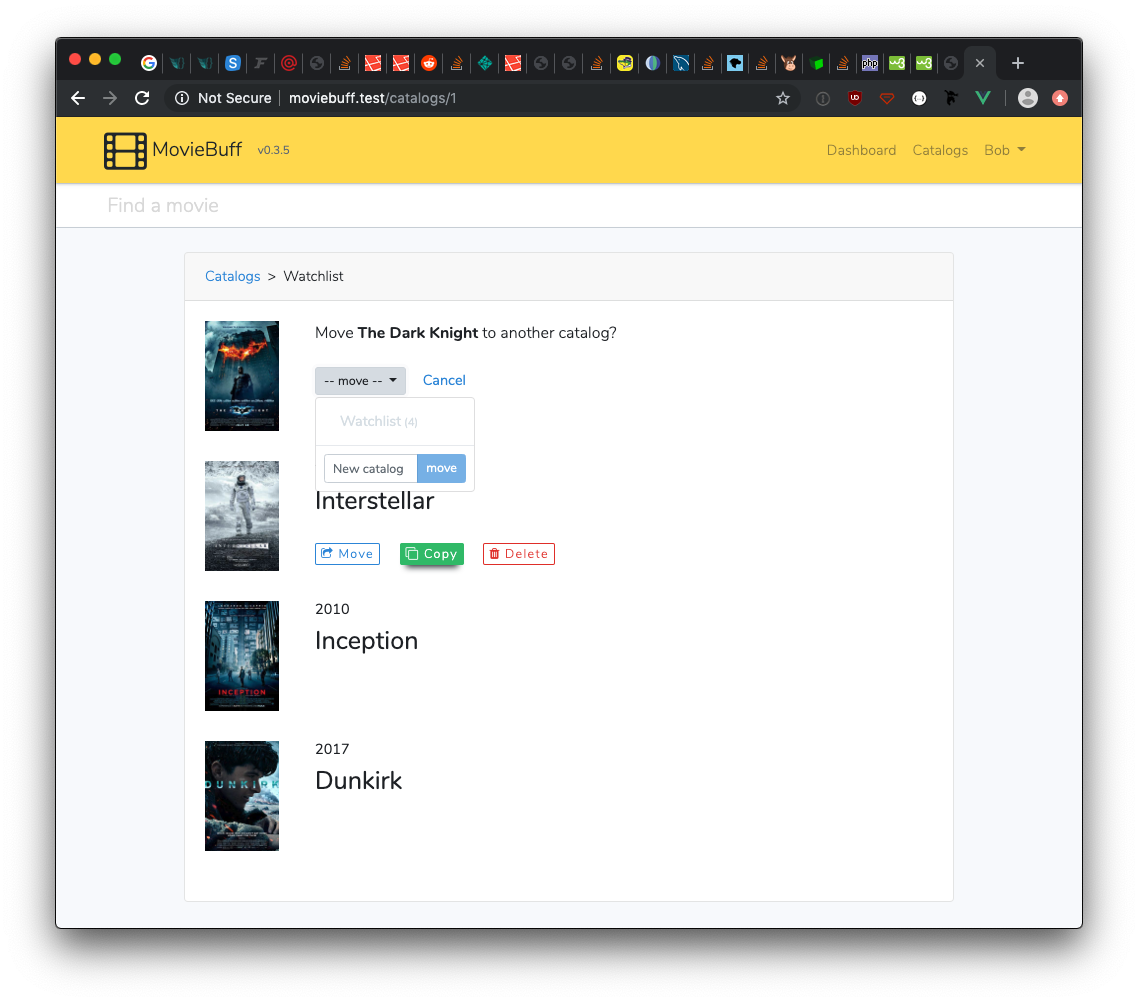 Not Secure moviebuff.test/catalogs/1
MovieBuff v0.3.5 Dashboard Catalogs Bob
Find a movie
Catalogs > Watchlist
Move The Dark Knight to another catalog?
-- move -- Cancel
Watchlist (4)
New catalog move
Interstellar
Move Copy Delete
2010
Inception
INCEPTION
2017
Dunkirk
DUNKIRK